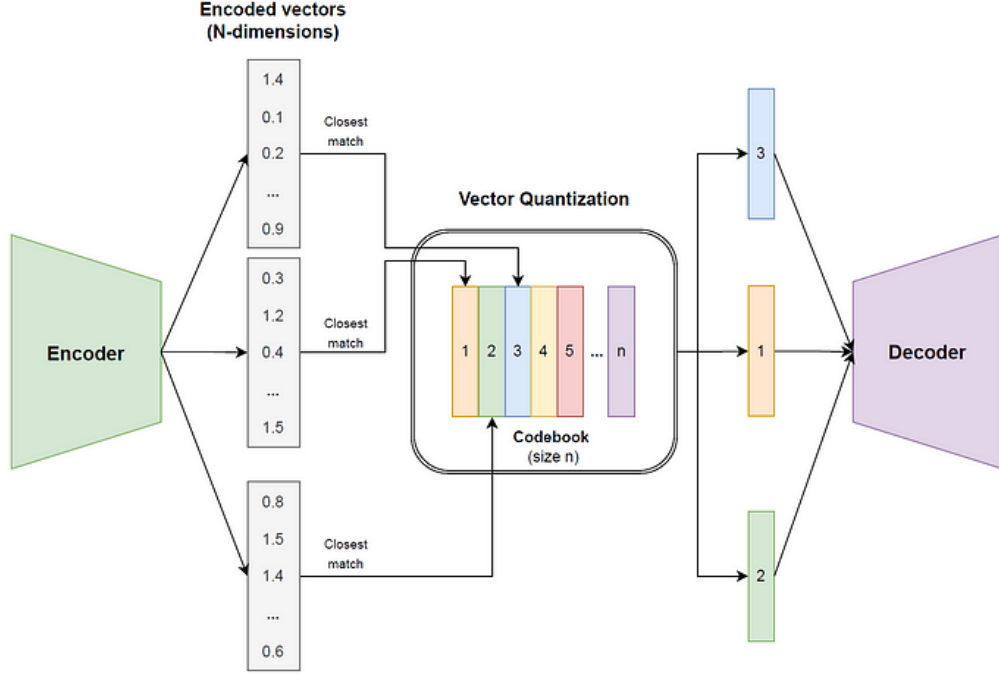 Encoded vectors
(N-dimensions)
1.4
0.1
0.2
...
0.9
Closest
match
0.3
1.2
0.4
...
1.5
Closest
match
0.8
1.5
1.4
...
0.6
Closest
match
Encoder
Vector Quantization
1 2 3 4 5 ... n
Codebook
(size n)
3
1
2
Decoder